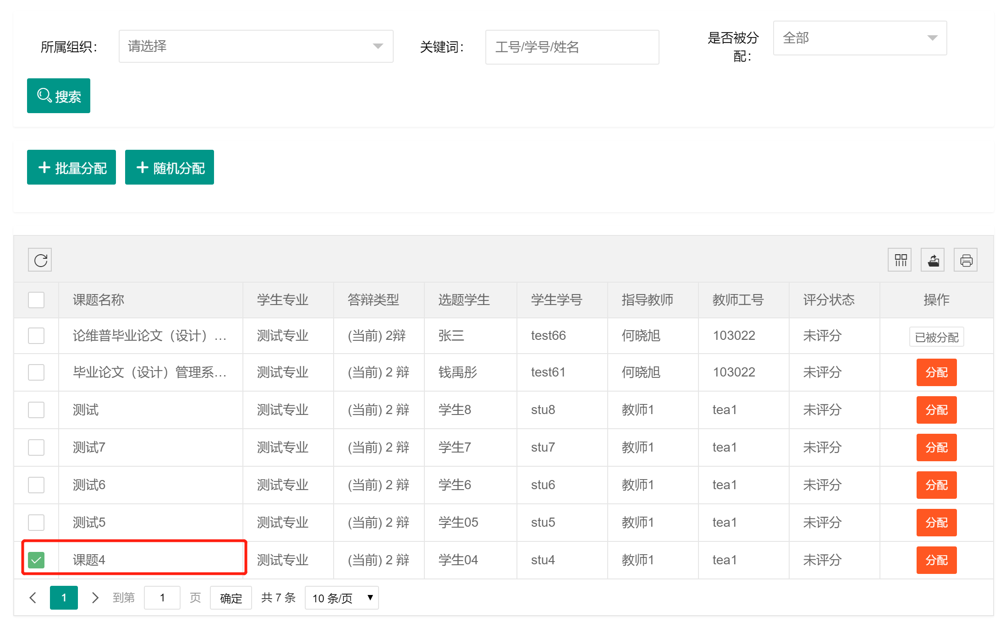 所属组织： 请选择 关键词： 工号/学号/姓名 是否被分配： 全部
搜索
批量分配 随机分配
课题名称 学生专业 答辩类型 选题学生 学生学号 指导教师 教师工号 评分状态 操作
论维普毕业论文（设计）... 测试专业 (当前) 2辩 张三 test66 何晓旭 103022 未评分 已被分配
毕业论文（设计）管理系... 测试专业 (当前) 2 辩 钱禹彤 test61 何晓旭 103022 未评分 分配
测试 测试专业 (当前) 2 辩 学生8 stu8 教师1 tea1 未评分 分配
测试7 测试专业 (当前) 2 辩 学生7 stu7 教师1 tea1 未评分 分配
测试6 测试专业 (当前) 2 辩 学生6 stu6 教师1 tea1 未评分 分配
测试5 测试专业 (当前) 2 辩 学生05 stu5 教师1 tea1 未评分 分配
课题4 测试专业 (当前) 2 辩 学生04 stu4 教师1 tea1 未评分 分配
1 到第 1 页 确定 共 7 条 10 条/页